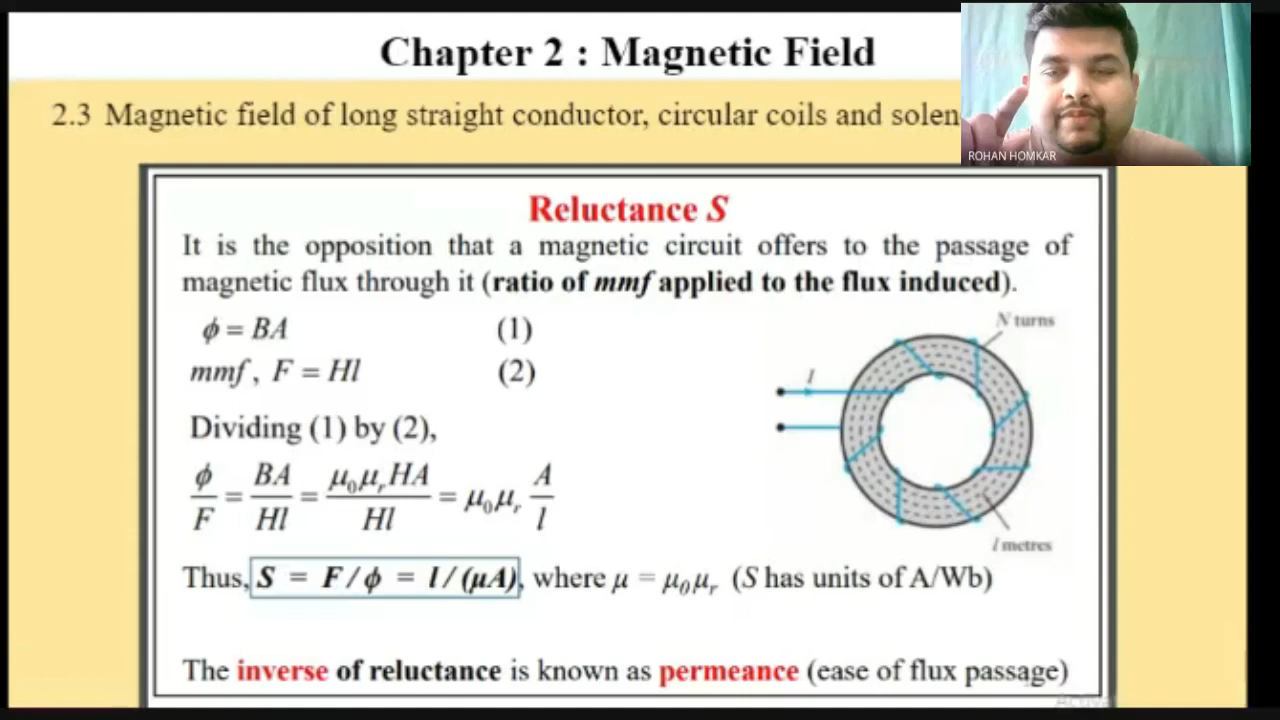 Chapter 2 : Magnetic Field
2.3 Magnetic field of long straight conductor, circular coils and solen
ROHAN HOMKAR
Reluctance S
It is the opposition that a magnetic circuit offers to the passage of
magnetic flux through it (ratio of mmf applied to the flux induced).
ϕ = BA (1)
mmf , F = Hl (2)
Dividing (1) by (2),
ϕ/F = BA/Hl = μ₀μᵣHA/Hl = μ₀μᵣ A/l
N turns
I
l metres
Thus, S = F/ϕ = l/(μA), where μ = μ₀μᵣ (S has units of A/Wb)
The inverse of reluctance is known as permeance (ease of flux passage)